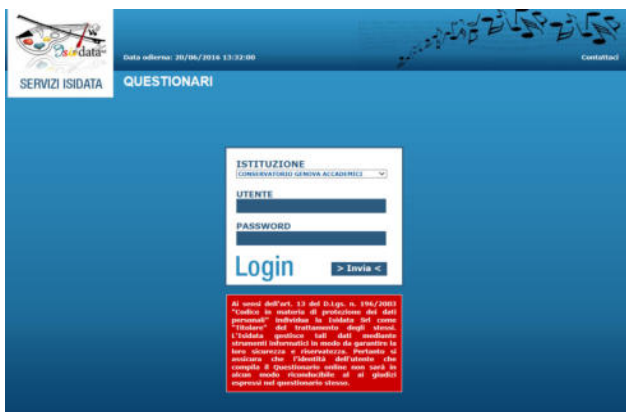 Isidata
Data odierna: 20/06/2016 13:32:00
Contattaci
SERVIZI ISIDATA
QUESTIONARI
ISTITUZIONE
CONSERVATORIO GENOVA ACCADEMICI
UTENTE
PASSWORD
Login
> Invia <
Ai sensi dell'art. 13 del D.Lgs. n. 196/2003
"Codice in materia di protezione dei dati
personali" individua la Isidata Srl come
"Titolare" del trattamento degli stessi.
L'Isidata gestisce tali dati mediante
strumenti informatici in modo da garantire la
loro sicurezza e riservatezza. Pertanto si
assicura che l'identità dell'utente che
compila il Questionario online non sarà in
alcun modo riconducibile al ai giudizi
espressi nel questionario stesso.